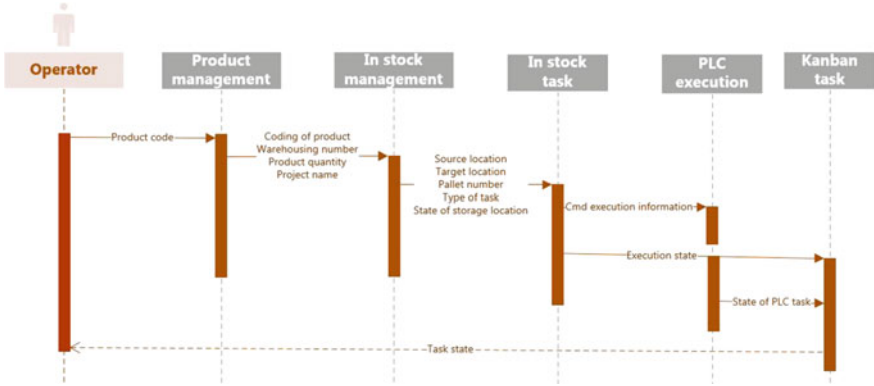 Operator
Product
management
In stock
management
In stock
task
PLC
execution
Kanban
task
Product code
Coding of product
Warehousing number
Product quantity
Project name
Source location
Target location
Pallet number
Type of task
State of storage location
Cmd execution information
Execution state
State of PLC task
Task state